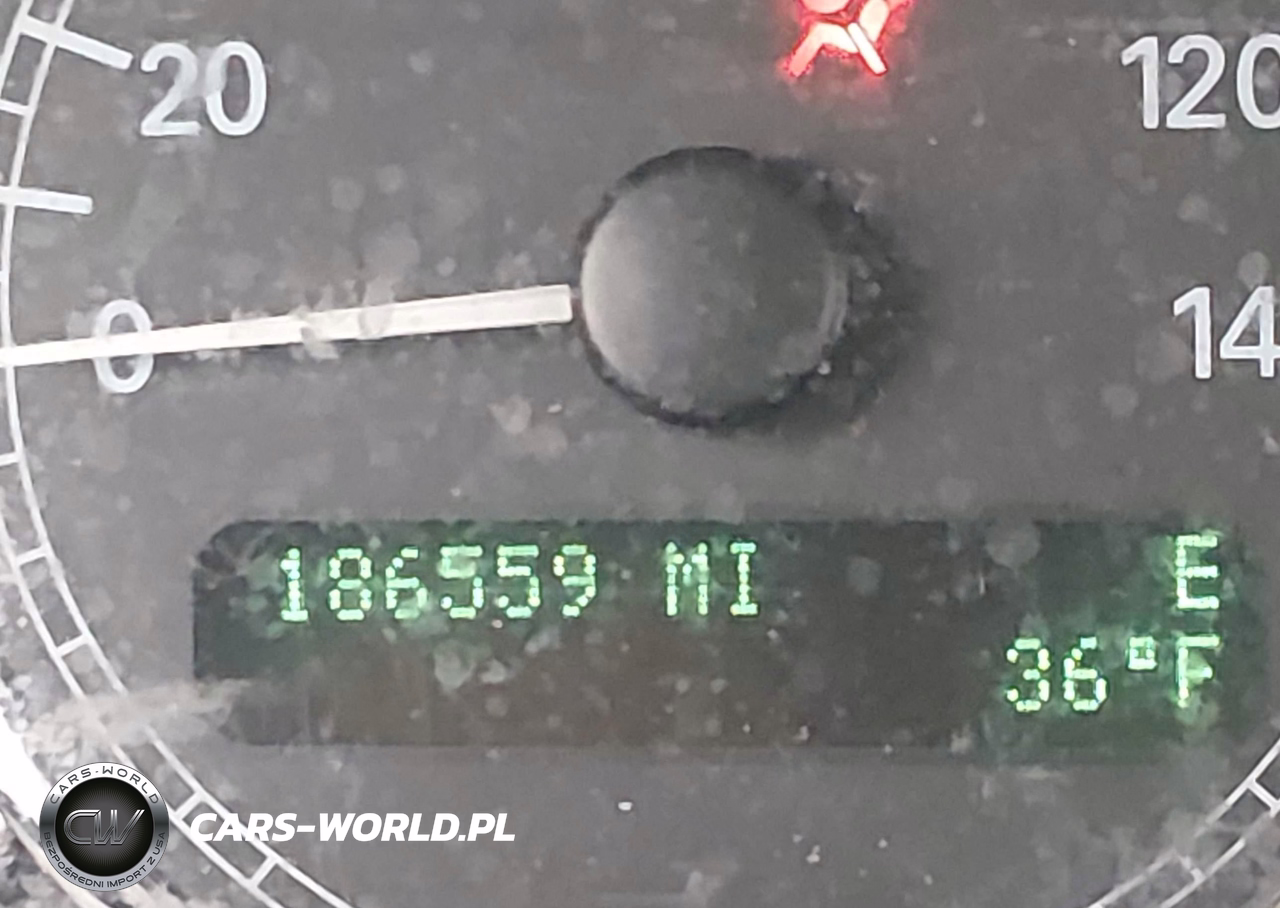 20
120
0
14
186559 MI
E
36°F
CARS-WORLD
CW
BEZPOŚREDNI IMPORT Z USA
CARS-WORLD.PL